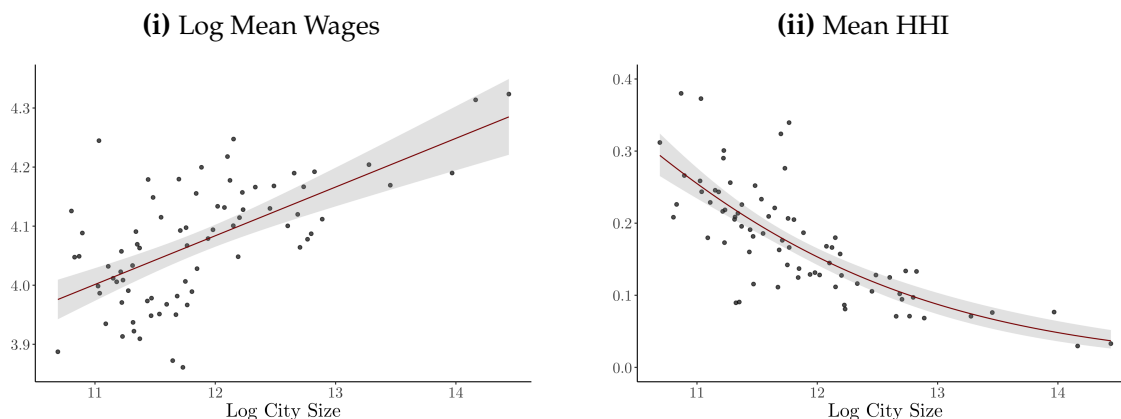 (i) Log Mean Wages
4.3
4.2
4.1
4.0
3.9
11 12 13 14
Log City Size
(ii) Mean HHI
0.4
0.3
0.2
0.1
0.0
11 12 13 14
Log City Size